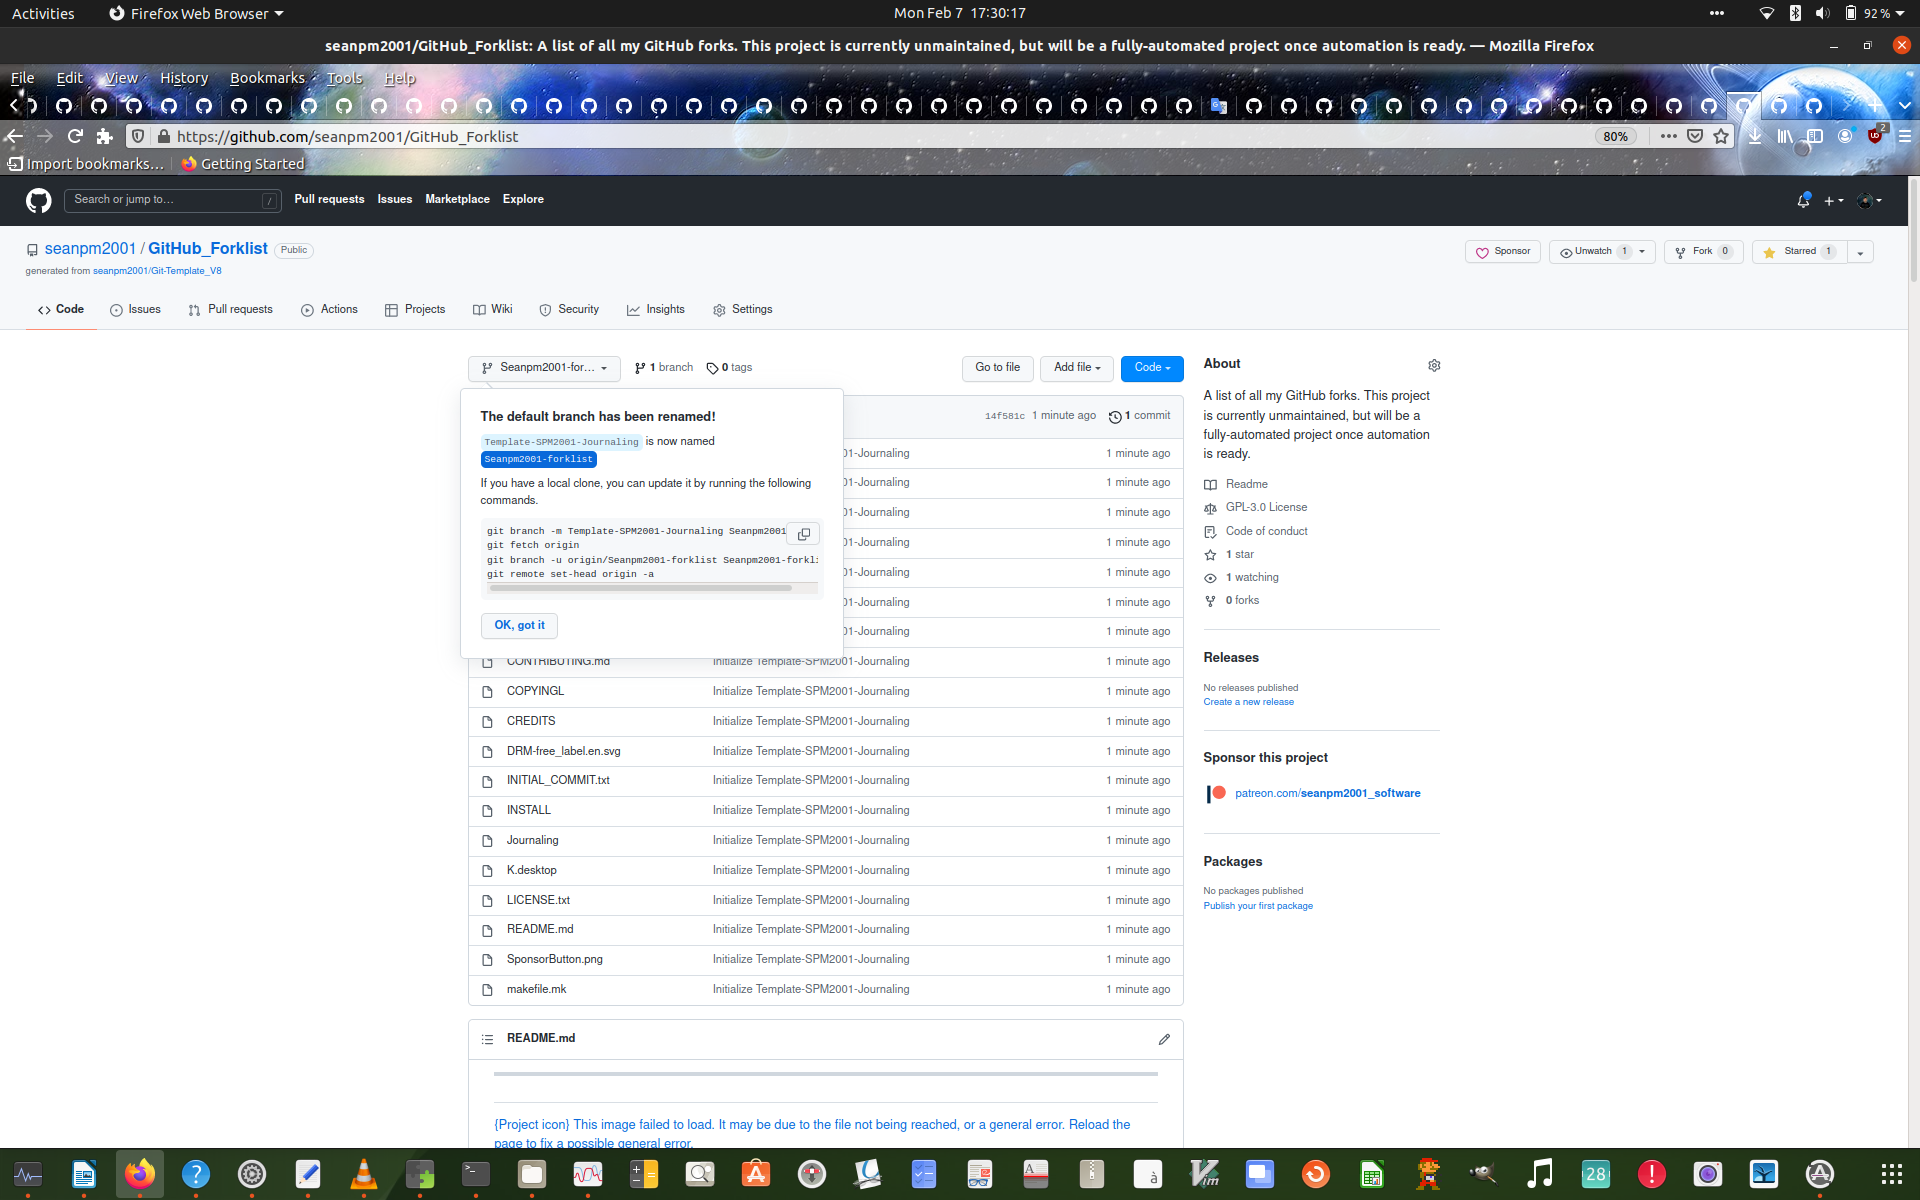 Activities
Firefox Web Browser
Mon Feb 7 17:30:17
92 %
seanpm2001/GitHub_Forklist: A list of all my GitHub forks. This project is currently unmaintained, but will be a fully-automated project once automation is ready. — Mozilla Firefox
File Edit View History Bookmarks Tools Help
https://github.com/seanpm2001/GitHub_Forklist
80%
2
Import bookmarks…
Getting Started
Search or jump to…
/
Pull requests Issues Marketplace Explore
seanpm2001 / GitHub_Forklist
Public
generated from seanpm2001/Git-Template_V8
Sponsor
Unwatch 1
Fork 0
Starred 1
Code Issues Pull requests Actions Projects Wiki Security Insights Settings
Seanpm2001-for…
1 branch
0 tags
Go to file
Add file
Code
14f581c 1 minute ago
1 commit
The default branch has been renamed!
Template-SPM2001-Journaling is now named
Seanpm2001-forklist
If you have a local clone, you can update it by running the following
commands.
git branch -m Template-SPM2001-Journaling Seanpm2001
git fetch origin
git branch -u origin/Seanpm2001-forklist Seanpm2001-forkli
git remote set-head origin -a
OK, got it
01-Journaling 1 minute ago
01-Journaling 1 minute ago
01-Journaling 1 minute ago
01-Journaling 1 minute ago
01-Journaling 1 minute ago
01-Journaling 1 minute ago
01-Journaling 1 minute ago
CONTRIBUTING.md Initialize Template-SPM2001-Journaling 1 minute ago
COPYINGL Initialize Template-SPM2001-Journaling 1 minute ago
CREDITS Initialize Template-SPM2001-Journaling 1 minute ago
DRM-free_label.en.svg Initialize Template-SPM2001-Journaling 1 minute ago
INITIAL_COMMIT.txt Initialize Template-SPM2001-Journaling 1 minute ago
INSTALL Initialize Template-SPM2001-Journaling 1 minute ago
Journaling Initialize Template-SPM2001-Journaling 1 minute ago
K.desktop Initialize Template-SPM2001-Journaling 1 minute ago
LICENSE.txt Initialize Template-SPM2001-Journaling 1 minute ago
README.md Initialize Template-SPM2001-Journaling 1 minute ago
SponsorButton.png Initialize Template-SPM2001-Journaling 1 minute ago
makefile.mk Initialize Template-SPM2001-Journaling 1 minute ago
README.md
{Project icon} This image failed to load. It may be due to the file not being reached, or a general error. Reload the
page to fix a possible general error.
About
A list of all my GitHub forks. This project
is currently unmaintained, but will be a
fully-automated project once automation
is ready.
Readme
GPL-3.0 License
Code of conduct
1 star
1 watching
0 forks
Releases
No releases published
Create a new release
Sponsor this project
patreon.com/seanpm2001_software
Packages
No packages published
Publish your first package
28